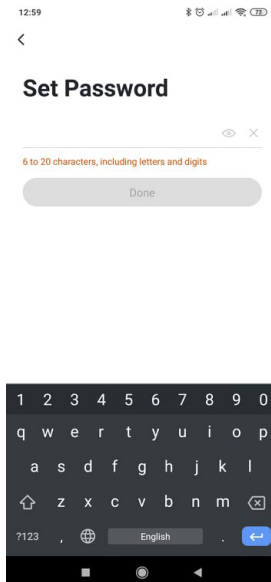 12:59
73
Set Password
6 to 20 characters, including letters and digits
Done
1 2 3 4 5 6 7 8 9 0
q w e r t y u i o p
a s d f g h j k l
z x c v b n m
?123 , English .